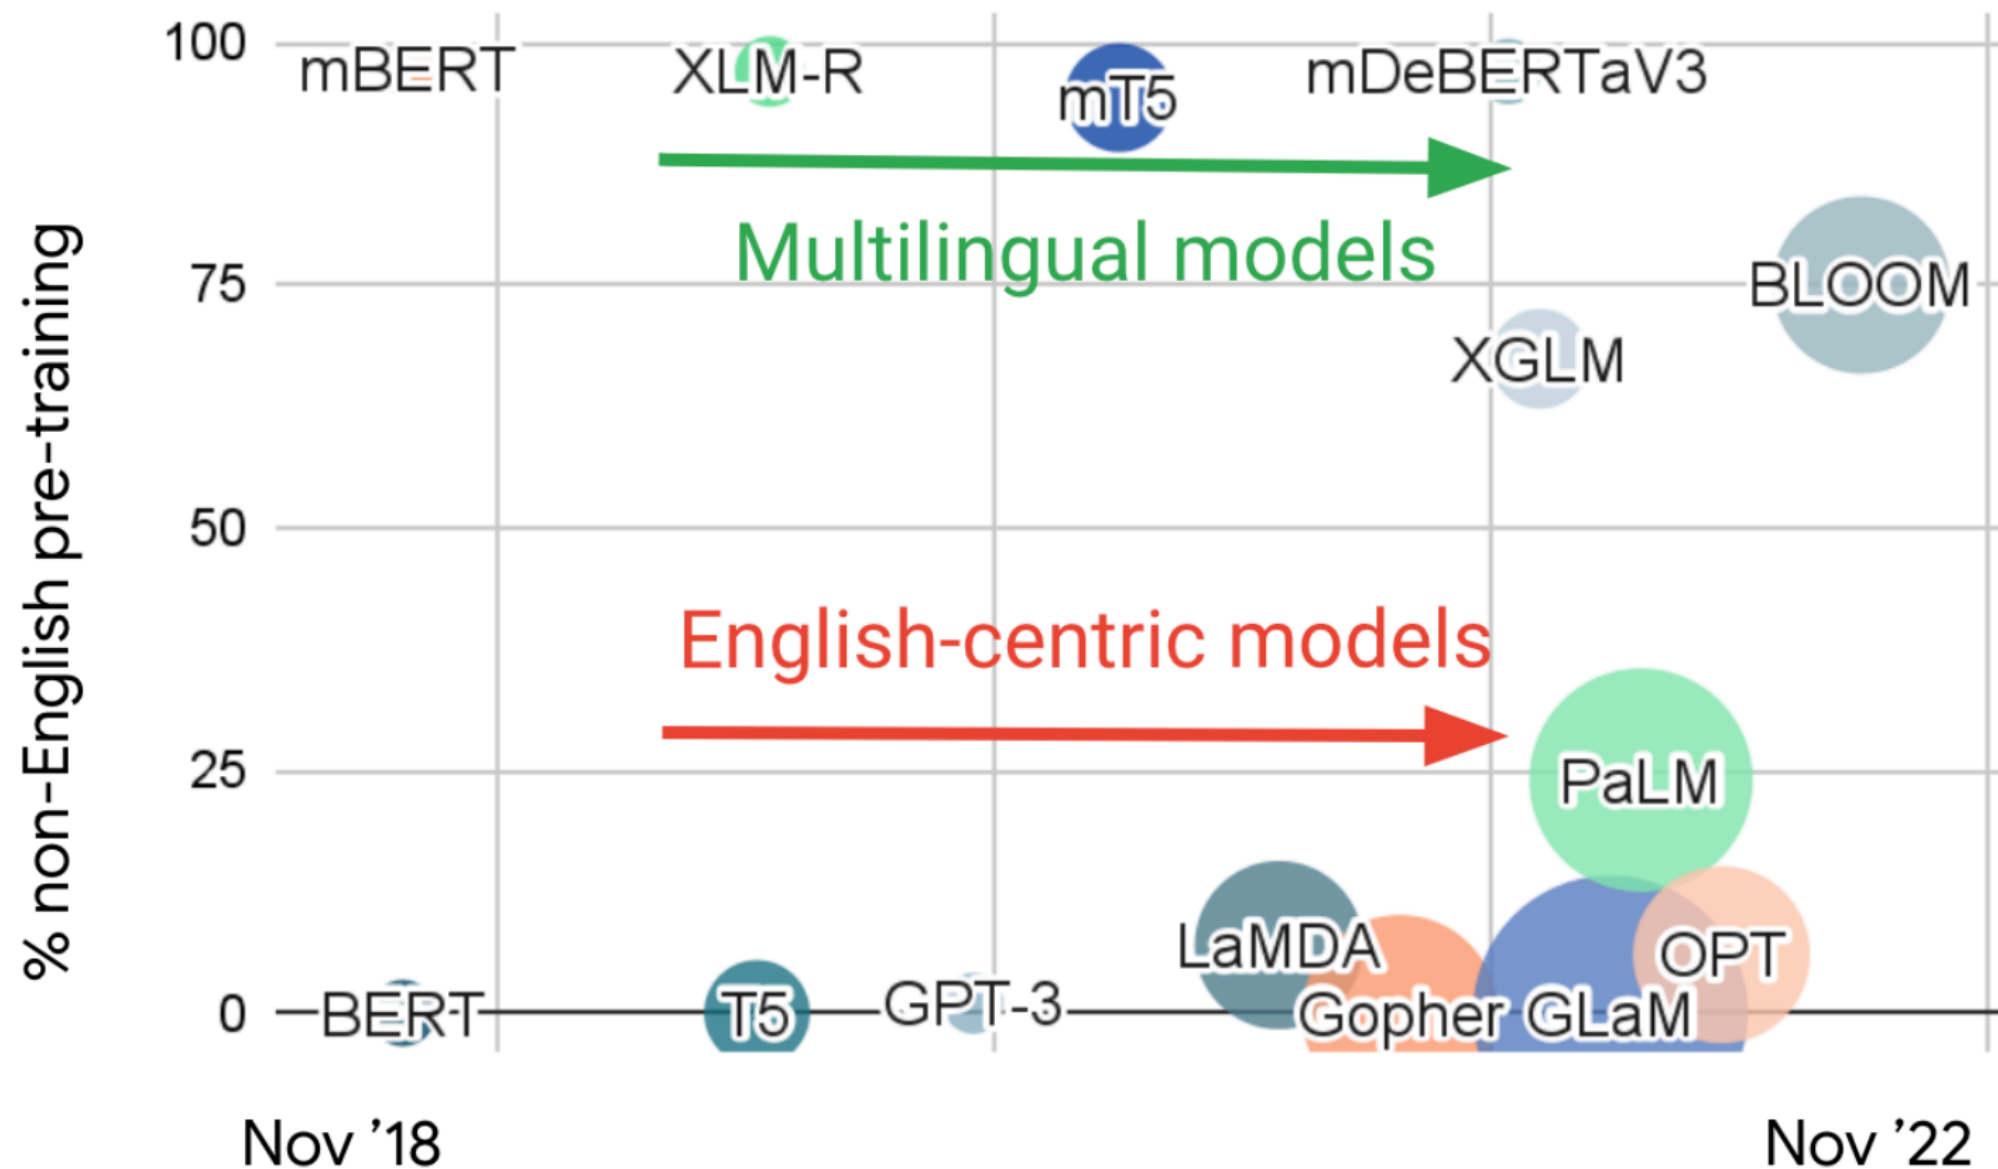 % non-English pre-training
100
75
50
25
0
mBERT
XLM-R
mT5
mDeBERTaV3
Multilingual models
BLOOM
XGLM
English-centric models
PaLM
LaMDA
OPT
BERT
T5
GPT-3
Gopher
GLaM
Nov ’18
Nov ’22